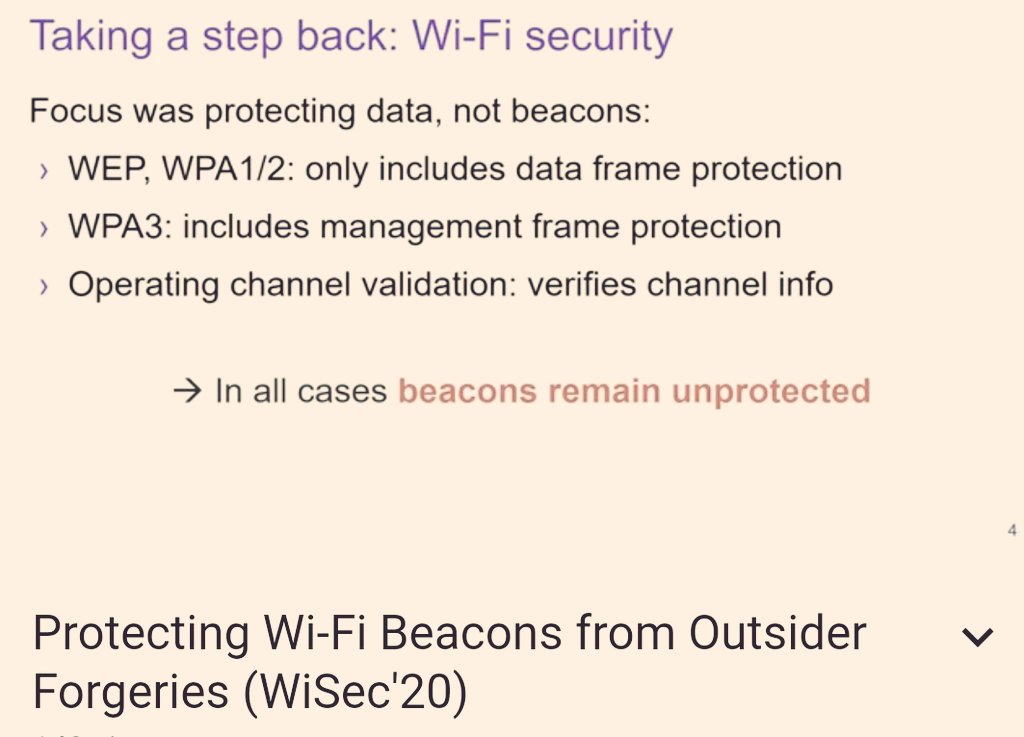 Taking a step back: Wi-Fi security
Focus was protecting data, not beacons:
› WEP, WPA1/2: only includes data frame protection
› WPA3: includes management frame protection
› Operating channel validation: verifies channel info
→ In all cases beacons remain unprotected
4
Protecting Wi-Fi Beacons from Outsider
Forgeries (WiSec'20)